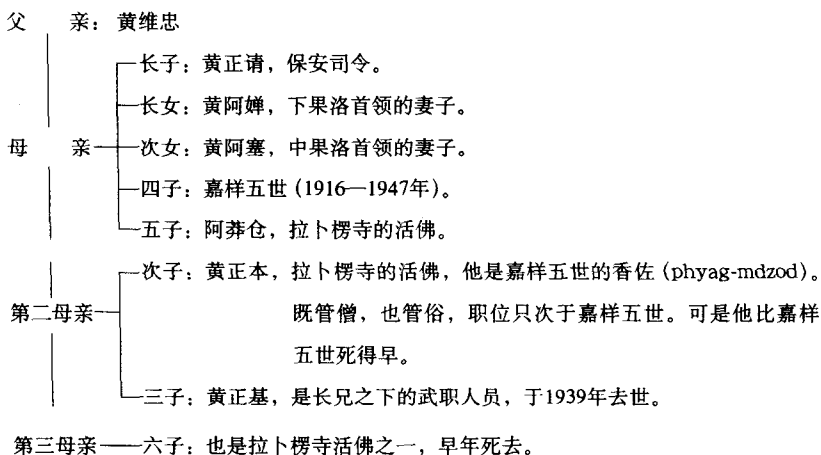 父　　亲：黄维忠
长子：黄正请，保安司令。
长女：黄阿婵，下果洛首领的妻子。
母　　亲 次女：黄阿塞，中果洛首领的妻子。
四子：嘉样五世（1916—1947年）。
五子：阿莽仓，拉卜楞寺的活佛。
次子：黄正本，拉卜楞寺的活佛，他是嘉样五世的香佐（phyag-mdzod）。
第二母亲 既管僧，也管俗，职位只次于嘉样五世。可是他比嘉样
五世死得早。
三子：黄正基，是长兄之下的武职人员，于1939年去世。
第三母亲——六子：也是拉卜楞寺活佛之一，早年死去。